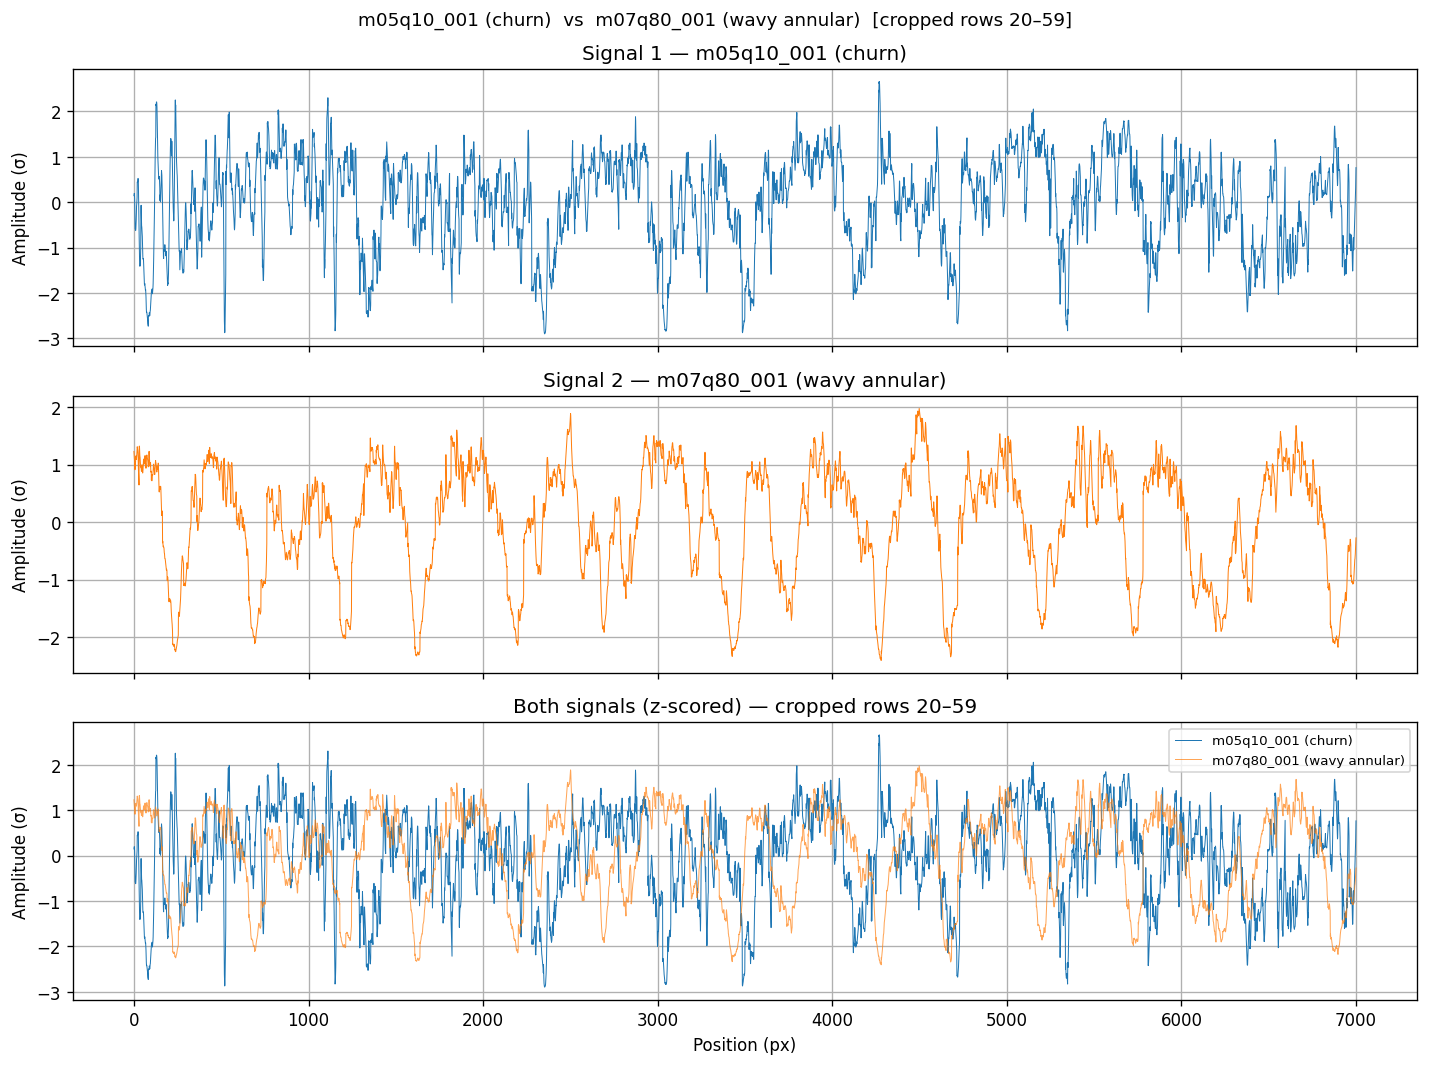 m05q10_001 (churn)  vs  m07q80_001 (wavy annular)  [cropped rows 20–59]
Signal 1 — m05q10_001 (churn)
Amplitude (σ)
2
1
0
−1
−2
−3
Signal 2 — m07q80_001 (wavy annular)
Amplitude (σ)
2
1
0
−1
−2
Both signals (z-scored) — cropped rows 20–59
m05q10_001 (churn)
m07q80_001 (wavy annular)
Amplitude (σ)
2
1
0
−1
−2
−3
0 1000 2000 3000 4000 5000 6000 7000
Position (px)